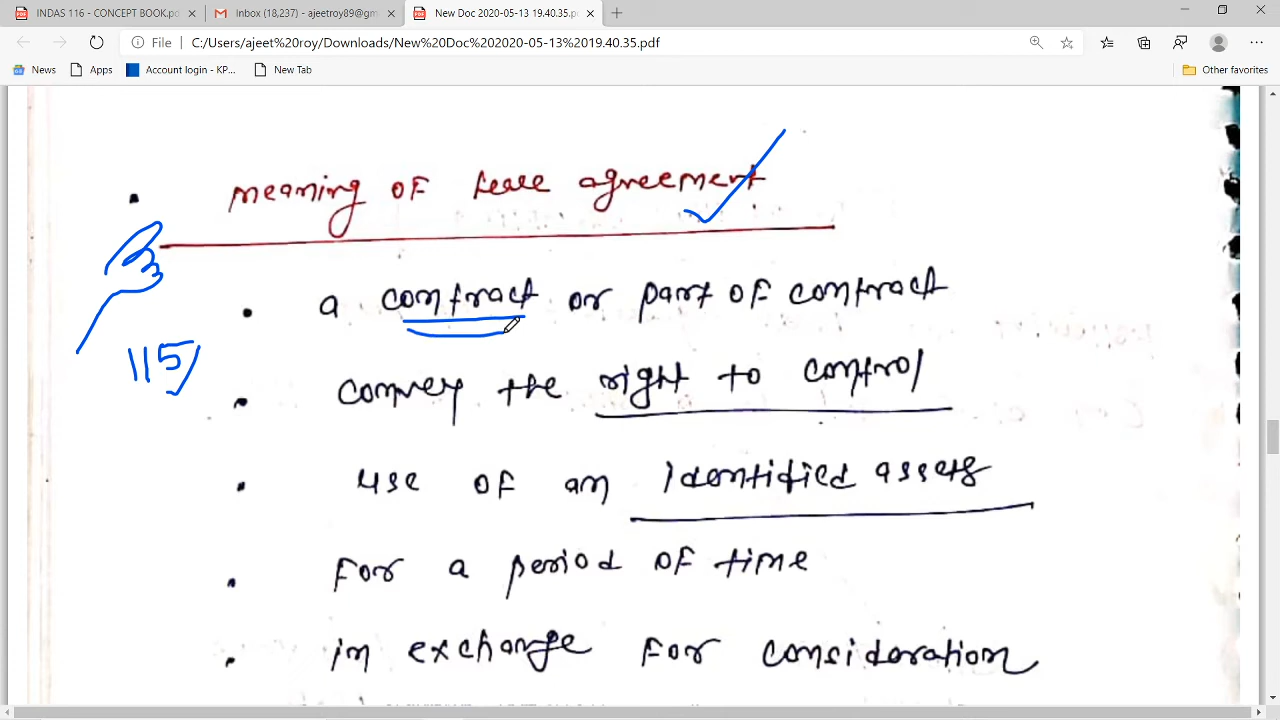 INDAS 116 - CONCEPT BOOK.po
Inbox (18,237) - ajeetroy89@gm
New Doc 2020-05-13 19.40.35.p
File
C:/Users/ajeet%20roy/Downloads/New%20Doc%202020-05-13%2019.40.35.pdf
News
Apps
Account login - KP...
New Tab
Other favorites
Meaning of lease agreement
a contract or part of contract
115
convey the right to control
use of an identified assets
For a period of time
in exchange for consideration